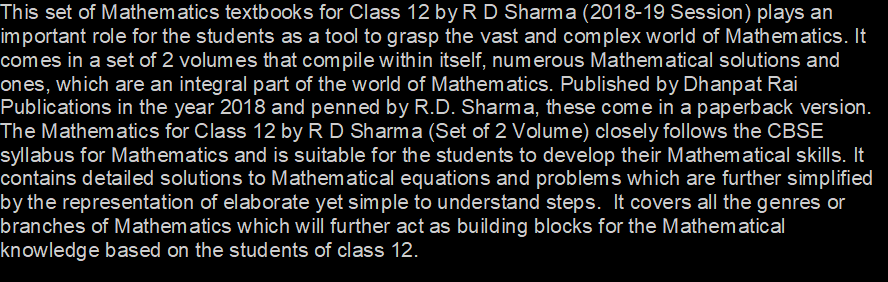 This set of Mathematics textbooks for Class 12 by R D Sharma (2018-19 Session) plays an
important role for the students as a tool to grasp the vast and complex world of Mathematics. It
comes in a set of 2 volumes that compile within itself, numerous Mathematical solutions and
ones, which are an integral part of the world of Mathematics. Published by Dhanpat Rai
Publications in the year 2018 and penned by R.D. Sharma, these come in a paperback version.
The Mathematics for Class 12 by R D Sharma (Set of 2 Volume) closely follows the CBSE
syllabus for Mathematics and is suitable for the students to develop their Mathematical skills. It
contains detailed solutions to Mathematical equations and problems which are further simplified
by the representation of elaborate yet simple to understand steps.  It covers all the genres or
branches of Mathematics which will further act as building blocks for the Mathematical
knowledge based on the students of class 12.